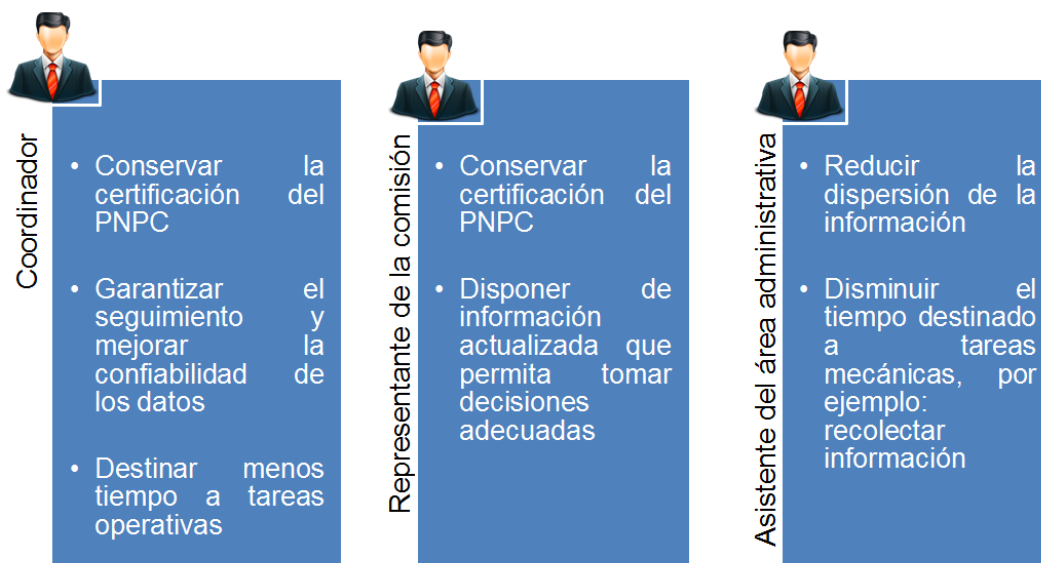 Coordinador
• Conservar la
certificación del
PNPC
• Garantizar el
seguimiento y
mejorar la
confiabilidad de
los datos
• Destinar menos
tiempo a tareas
operativas
Representante de la comisión
• Conservar la
certificación del
PNPC
• Disponer de
información
actualizada que
permita tomar
decisiones
adecuadas
Asistente del área administrativa
• Reducir la
dispersión de la
información
• Disminuir el
tiempo destinado
a tareas
mecánicas, por
ejemplo:
recolectar
información